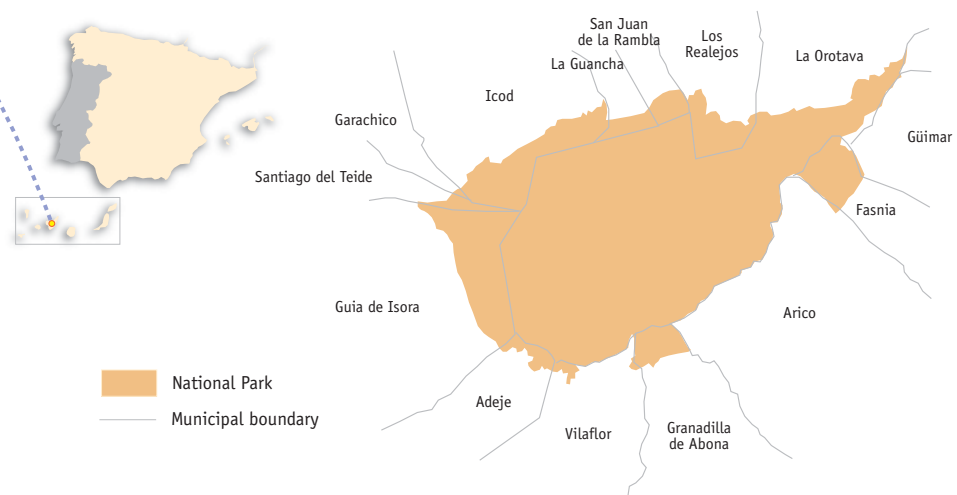 San Juan
de la Rambla
Los
Realejos
La Guancha
La Orotava
Icod
Garachico
Güimar
Santiago del Teide
Fasnia
Guia de Isora
Arico
National Park
Adeje
Municipal boundary
Vilaflor
Granadilla
de Abona